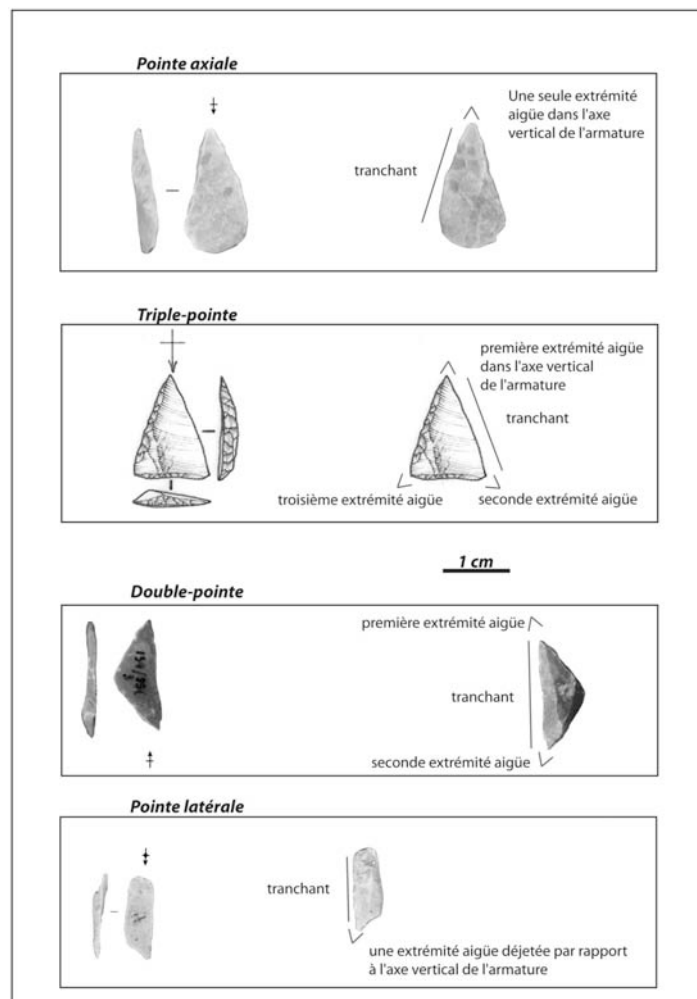 Pointe axiale
Une seule extrémité
aigüe dans l'axe
vertical de l'armature
tranchant
Triple-pointe
première extrémité aigüe
dans l'axe vertical
de l'armature
tranchant
troisième extrémité aigüe
seconde extrémité aigüe
1 cm
Double-pointe
première extrémité aigüe
tranchant
seconde extrémité aigüe
Pointe latérale
tranchant
une extrémité aigüe déjetée par rapport
à l'axe vertical de l'armature